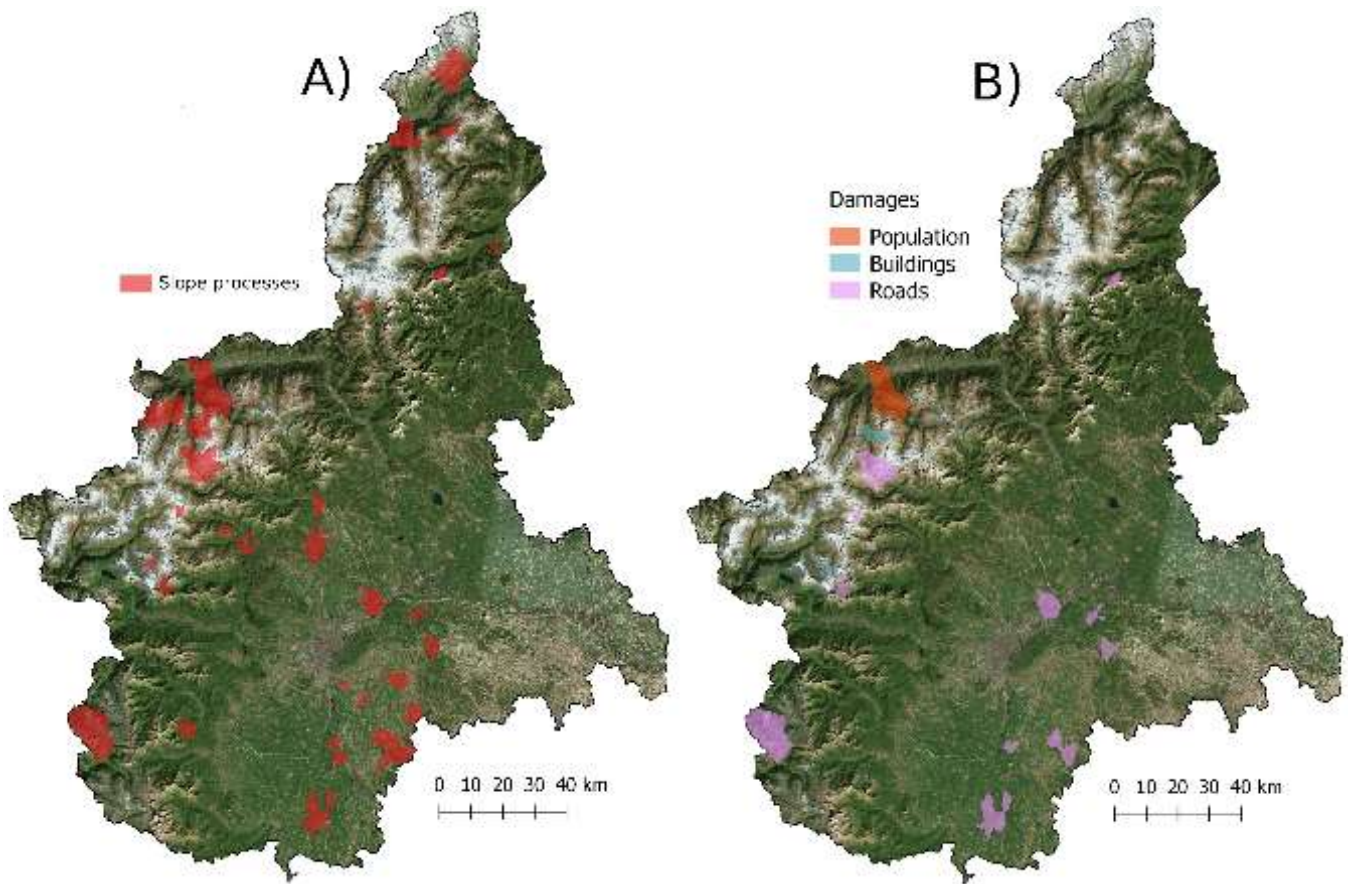 A)
B)
Damages
Population
Buildings
Roads
Slope processes
0 10 20 30 40 km
0 10 20 30 40 km